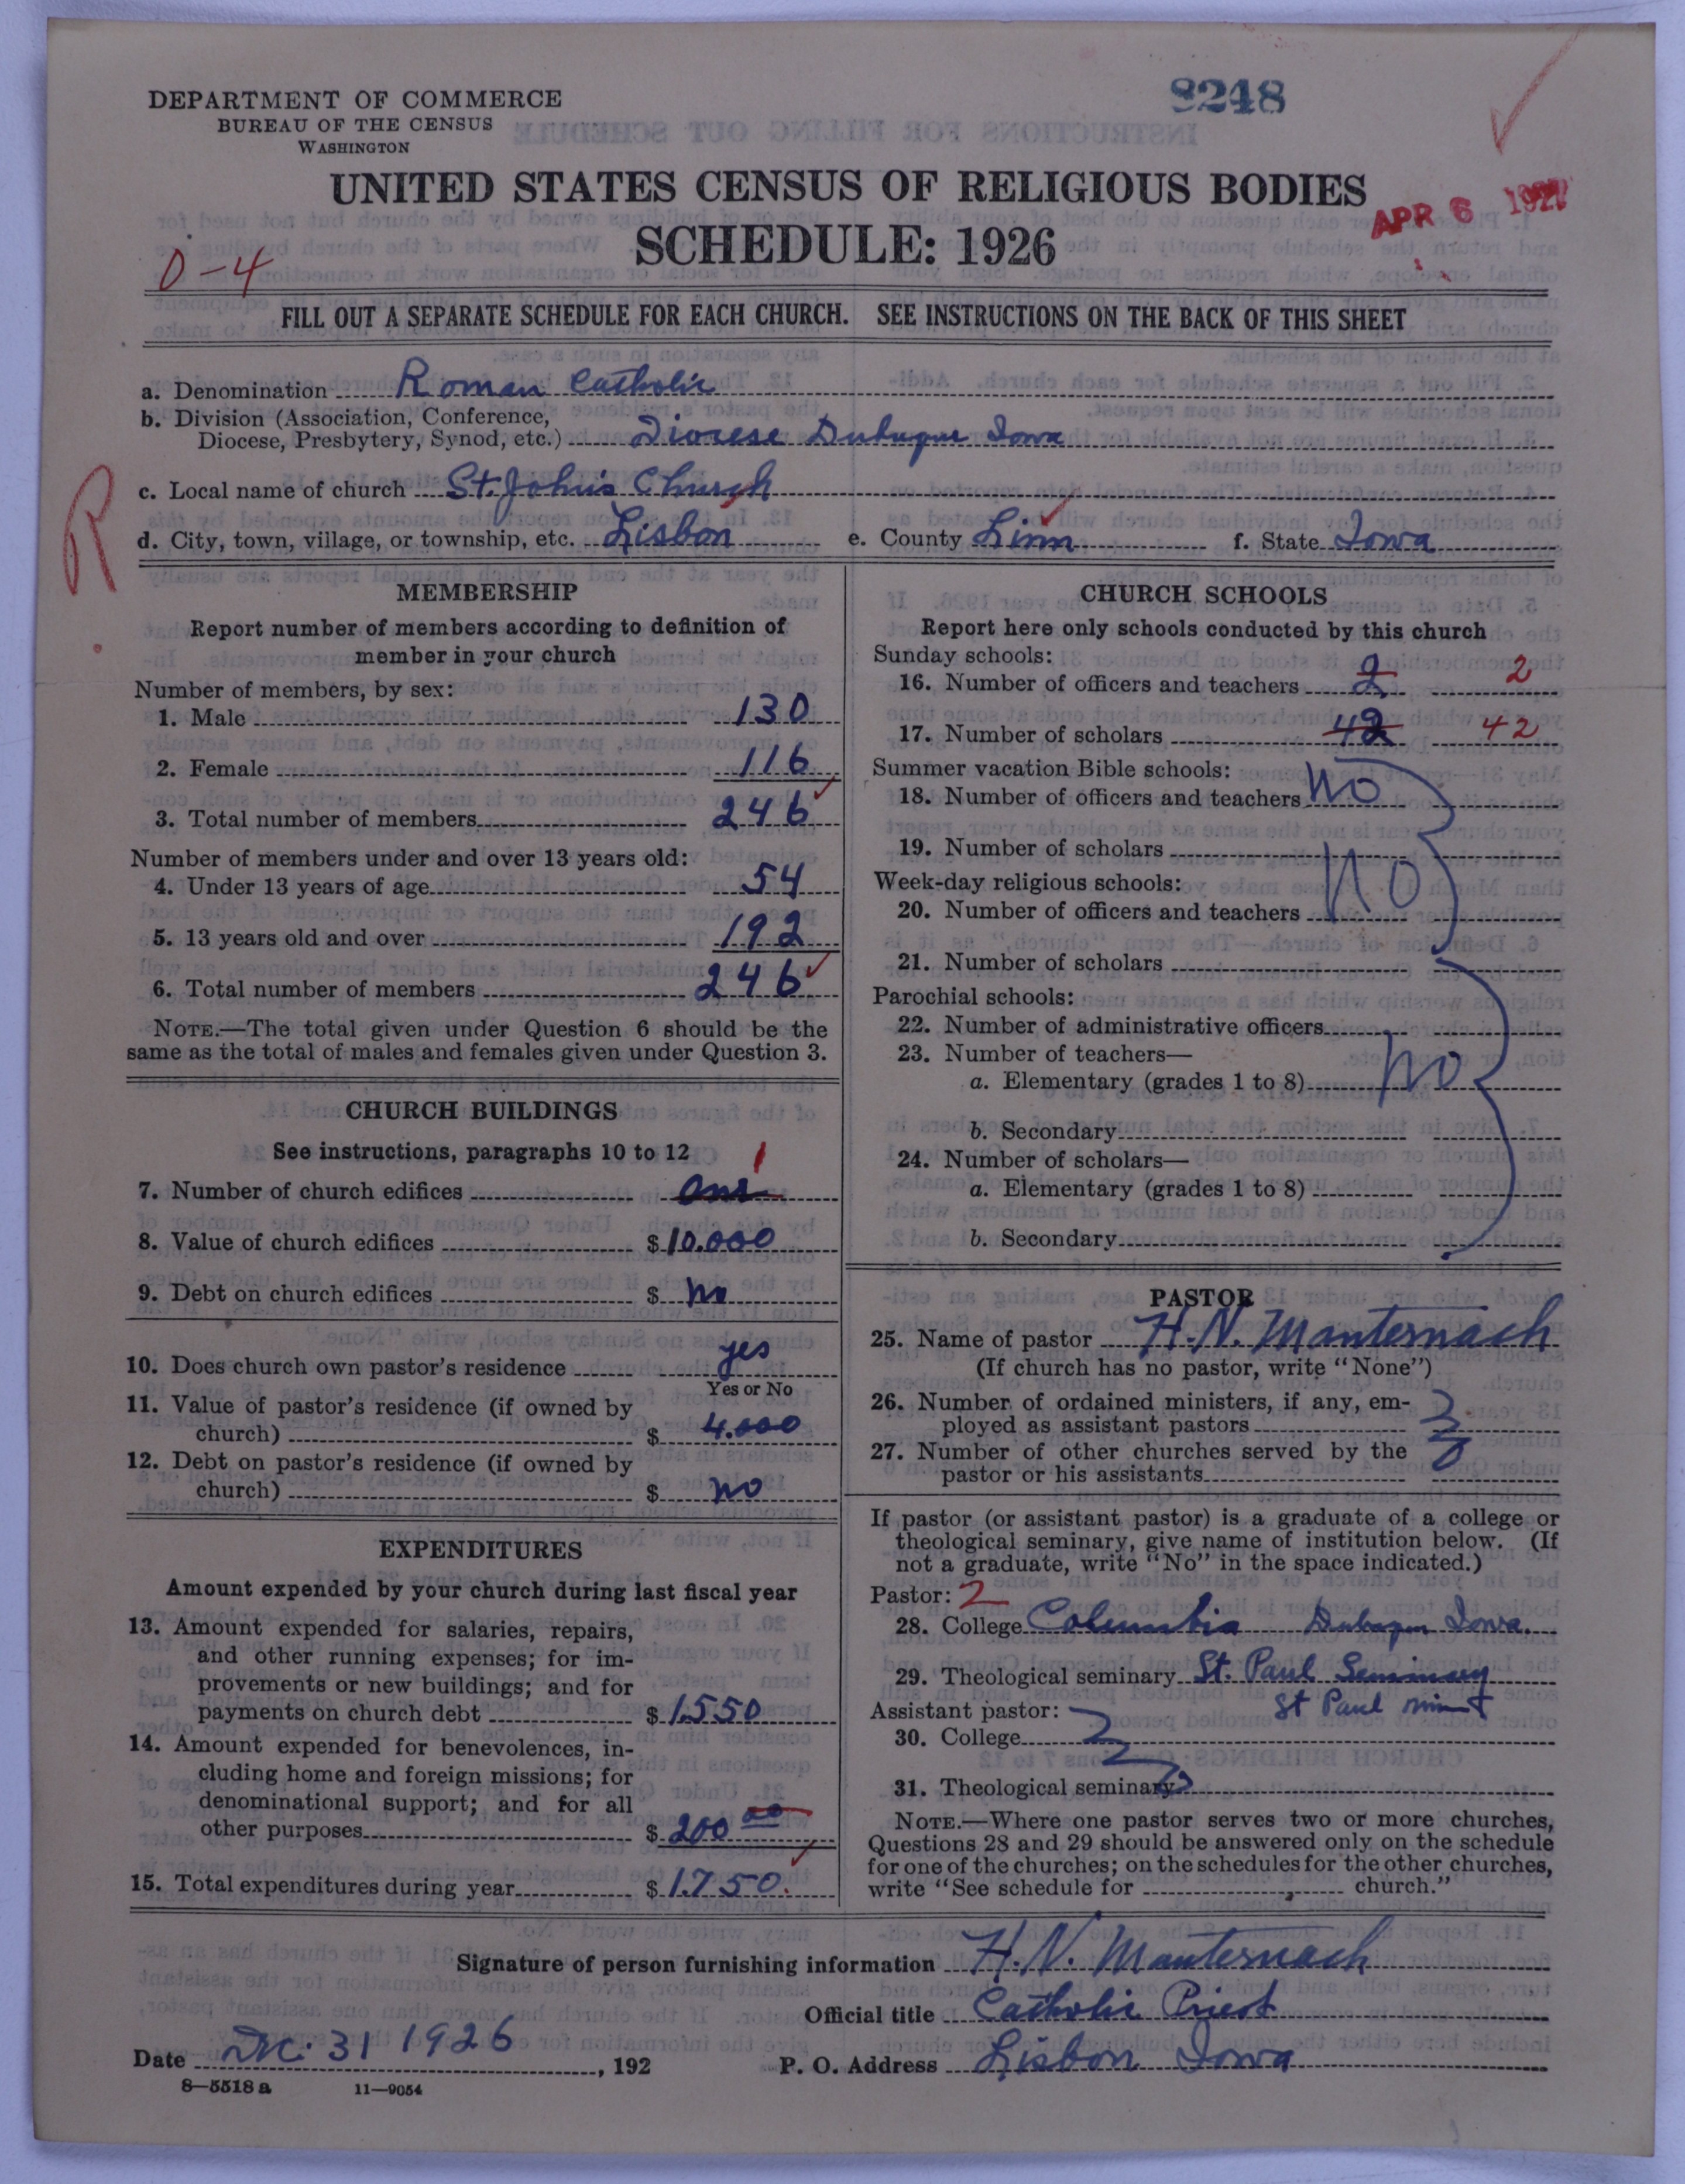 DEPARTMENT OF COMMERCE
BUREAU OF THE CENSUS
WASHINGTON
8248
UNITED STATES CENSUS OF RELIGIOUS BODIES
SCHEDULE: 1926
APR 6 1927
0-4
FILL OUT A SEPARATE SCHEDULE FOR EACH CHURCH. SEE INSTRUCTIONS ON THE BACK OF THIS SHEET
a. Denomination Roman Catholic
b. Division (Association, Conference,
Diocese, Presbytery, Synod, etc.) Diocese Dubuque Iowa
R
c. Local name of church St. John's Church
d. City, town, village, or township, etc. Lisbon e. County Linn f. State Iowa
MEMBERSHIP
Report number of members according to definition of
member in your church
Number of members, by sex:
1. Male 130
2. Female 116
3. Total number of members 246
Number of members under and over 13 years old:
4. Under 13 years of age 54
5. 13 years old and over 192
6. Total number of members 246
NOTE.—The total given under Question 6 should be the
same as the total of males and females given under Question 3.
CHURCH BUILDINGS
See instructions, paragraphs 10 to 12
1
7. Number of church edifices One
8. Value of church edifices $ 10.000
9. Debt on church edifices $ no
10. Does church own pastor's residence yes
Yes or No
11. Value of pastor's residence (if owned by
church) $ 4.000
12. Debt on pastor's residence (if owned by
church) $ no
EXPENDITURES
Amount expended by your church during last fiscal year
13. Amount expended for salaries, repairs,
and other running expenses; for im-
provements or new buildings; and for
payments on church debt $ 1550
14. Amount expended for benevolences, in-
cluding home and foreign missions; for
denominational support; and for all
other purposes $ 200 00
15. Total expenditures during year $ 1750.
CHURCH SCHOOLS
Report here only schools conducted by this church
Sunday schools:
16. Number of officers and teachers 2 2
17. Number of scholars 42 42
Summer vacation Bible schools:
18. Number of officers and teachers No
19. Number of scholars
Week-day religious schools:
20. Number of officers and teachers No
21. Number of scholars
Parochial schools:
22. Number of administrative officers
23. Number of teachers—
a. Elementary (grades 1 to 8) No
b. Secondary
24. Number of scholars—
a. Elementary (grades 1 to 8)
b. Secondary
PASTOR
25. Name of pastor H. N. Manternach
(If church has no pastor, write "None")
26. Number of ordained ministers, if any, em-
ployed as assistant pastors
27. Number of other churches served by the
pastor or his assistants
If pastor (or assistant pastor) is a graduate of a college or
theological seminary, give name of institution below. (If
not a graduate, write "No" in the space indicated.)
Pastor: 2
28. College Columbia Dubuque Iowa.
29. Theological seminary St. Paul Seminary
St Paul Minn
Assistant pastor:
30. College
31. Theological seminary
NOTE.—Where one pastor serves two or more churches,
Questions 28 and 29 should be answered only on the schedule
for one of the churches; on the schedules for the other churches,
write "See schedule for church."
Signature of person furnishing information H. N. Manternach
Official title Catholic Priest
Date Dec. 31 1926, 192 P. O. Address Lisbon Iowa
8—5518 a 11—9054